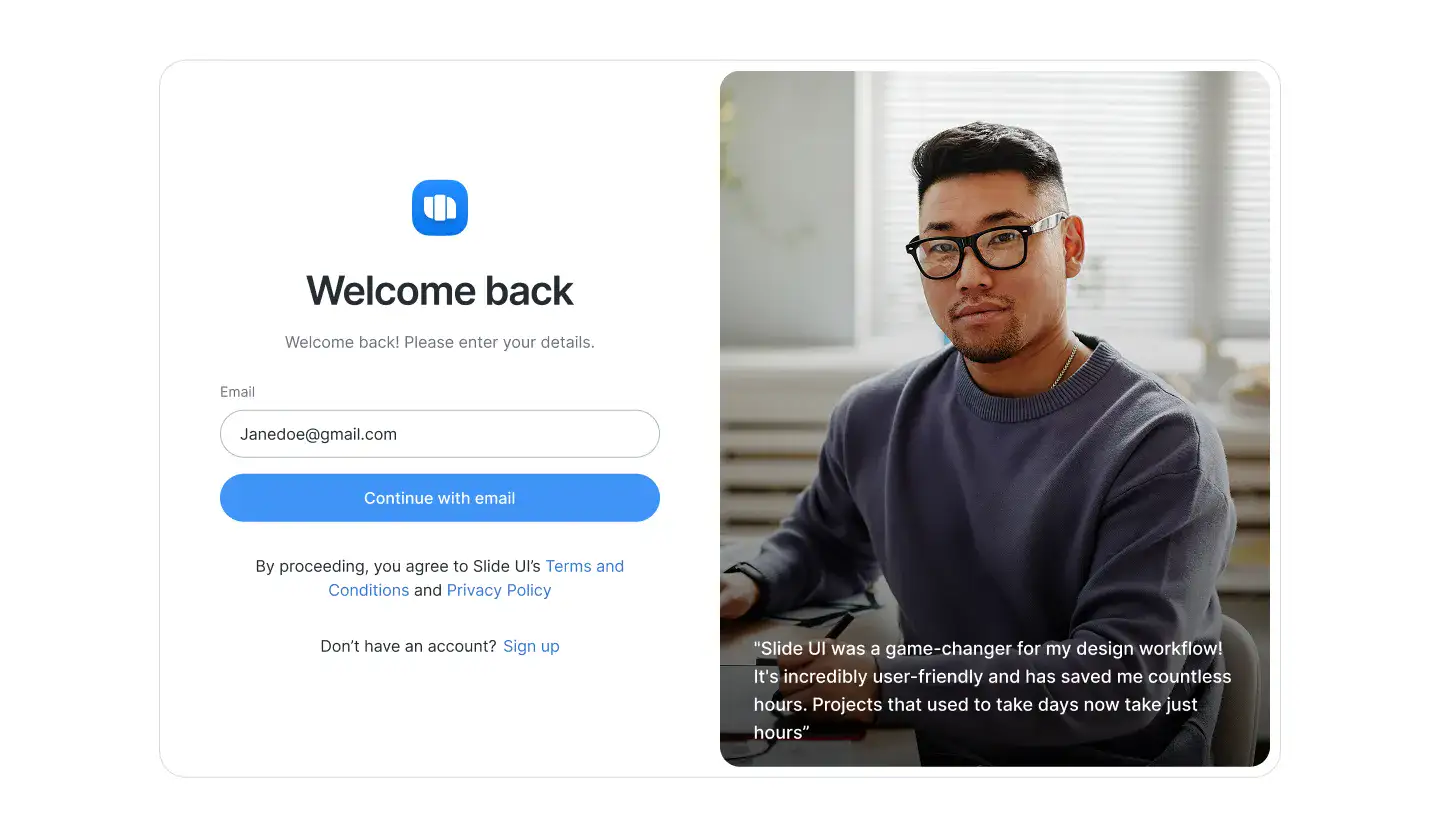 Welcome back
Welcome back! Please enter your details.
Email
Janedoe@gmail.com
Continue with email
By proceeding, you agree to Slide UI’s Terms and
Conditions and Privacy Policy
Don’t have an account? Sign up
"Slide UI was a game-changer for my design workflow!
It's incredibly user-friendly and has saved me countless
hours. Projects that used to take days now take just
hours”